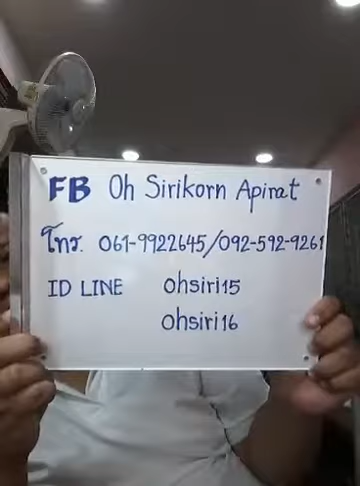 FB Oh Sirikorn Apirat
โทร. 061-9922645/092-592-9261
ID LINE ohsiri15
Ohsiri16